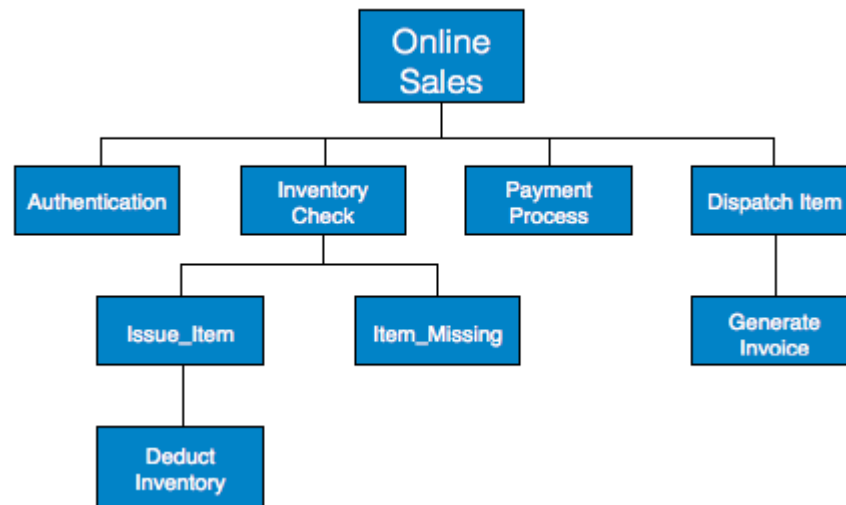 Online
Sales
Authentication
Inventory
Check
Payment
Process
Dispatch Item
Issue_Item
Item_Missing
Generate
Invoice
Deduct
Inventory